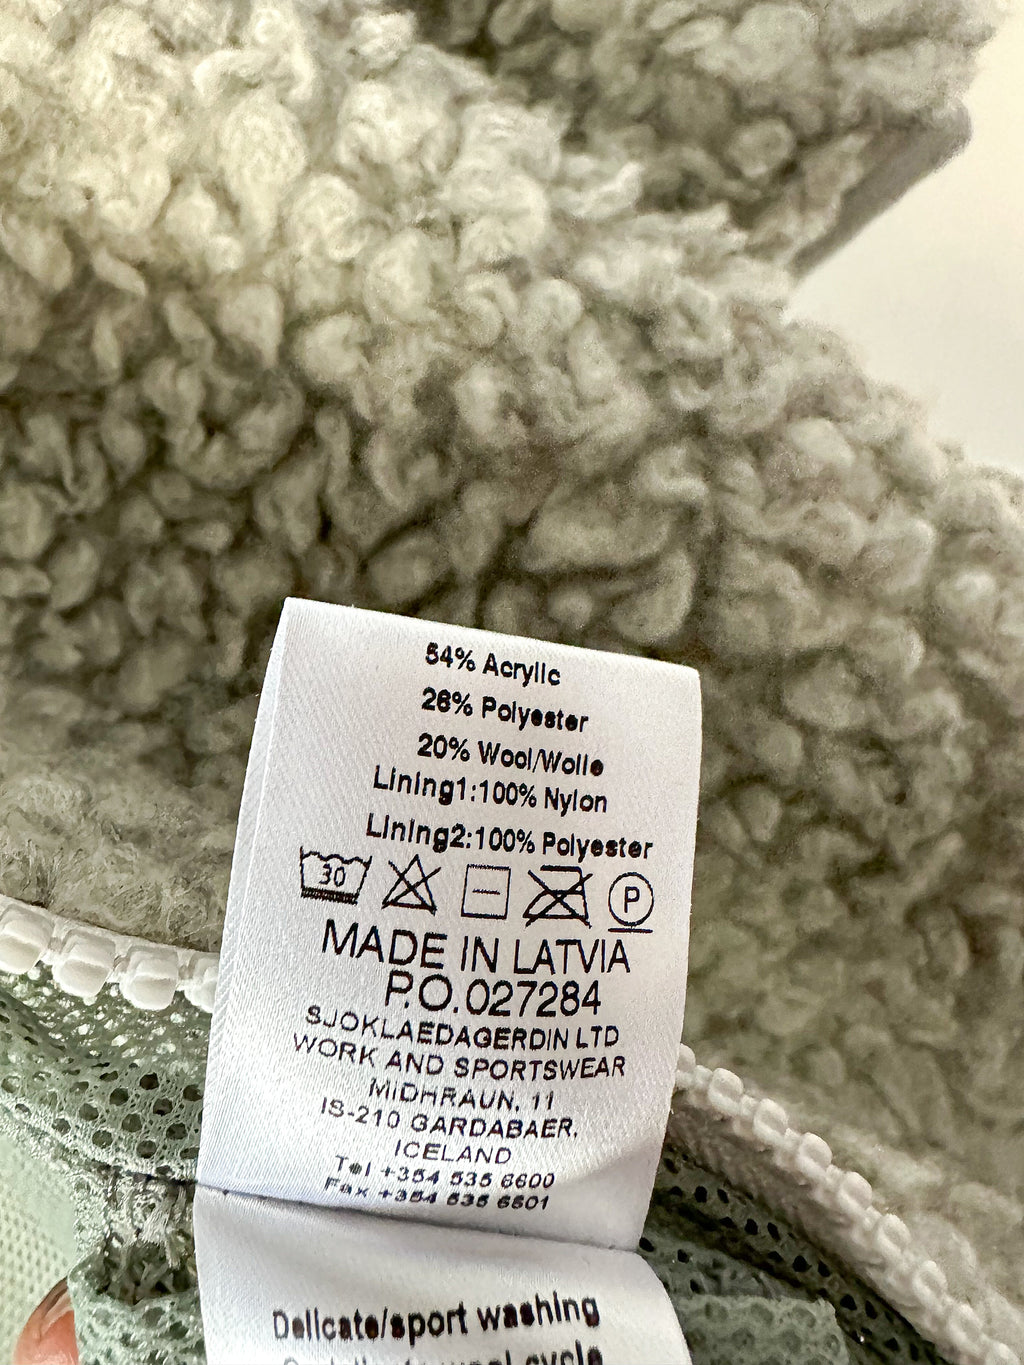 54% Acrylic
26% Polyester
20% Wool/Wolle
Lining1:100% Nylon
Lining2:100% Polyester
30 P
MADE IN LATVIA
P.O.027284
SJOKLAEDAGERDIN LTD
WORK AND SPORTSWEAR
MIDHRAUN, 11
IS-210 GARDABAER,
ICELAND
Tel +354 535 6600
Fax +354 535 6601
Delicate/sport washing
wool cycle